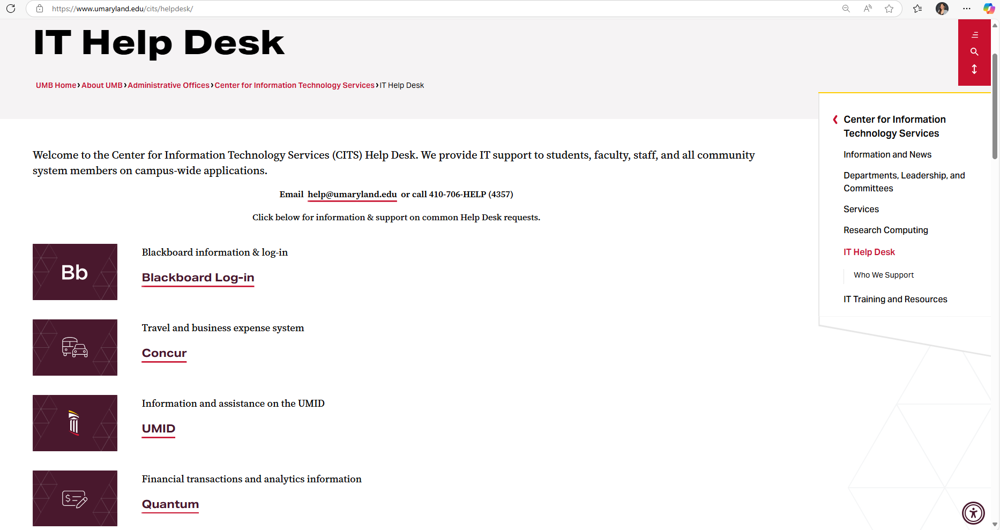 https://www.umaryland.edu/cits/helpdesk/
IT Help Desk
UMB Home › About UMB › Administrative Offices › Center for Information Technology Services › IT Help Desk
Welcome to the Center for Information Technology Services (CITS) Help Desk. We provide IT support to students, faculty, staff, and all community
system members on campus-wide applications.
Email help@umaryland.edu or call 410-706-HELP (4357)
Click below for information & support on common Help Desk requests.
Bb
Blackboard information & log-in
Blackboard Log-in
Travel and business expense system
Concur
Information and assistance on the UMID
UMID
$
Financial transactions and analytics information
Quantum
Center for Information
Technology Services
Information and News
Departments, Leadership, and
Committees
Services
Research Computing
IT Help Desk
Who We Support
IT Training and Resources